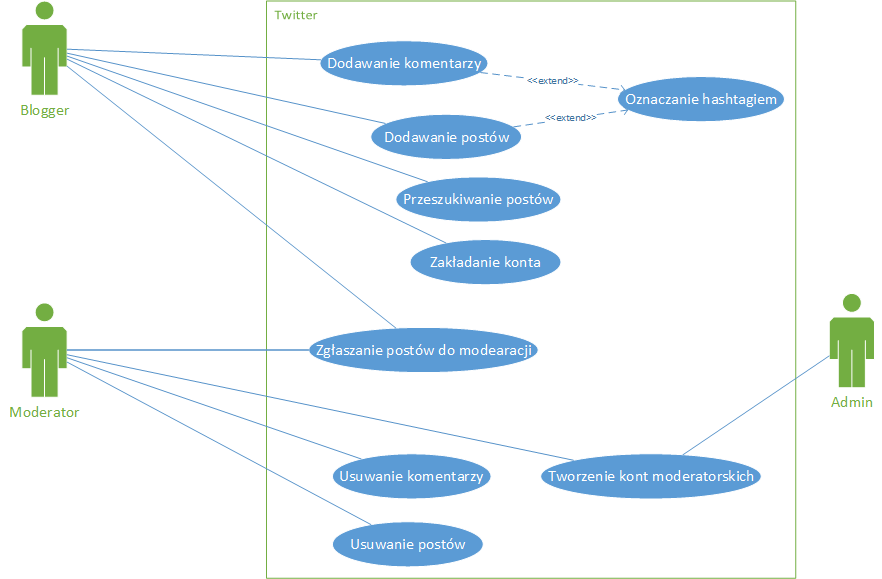 Twitter
Blogger
Dodawanie komentarzy
<<extend>>
Oznaczanie hashtagiem
<<extend>>
Dodawanie postów
Przeszukiwanie postów
Zakładanie konta
Zgłaszanie postów do modearacji
Moderator
Admin
Usuwanie komentarzy
Tworzenie kont moderatorskich
Usuwanie postów